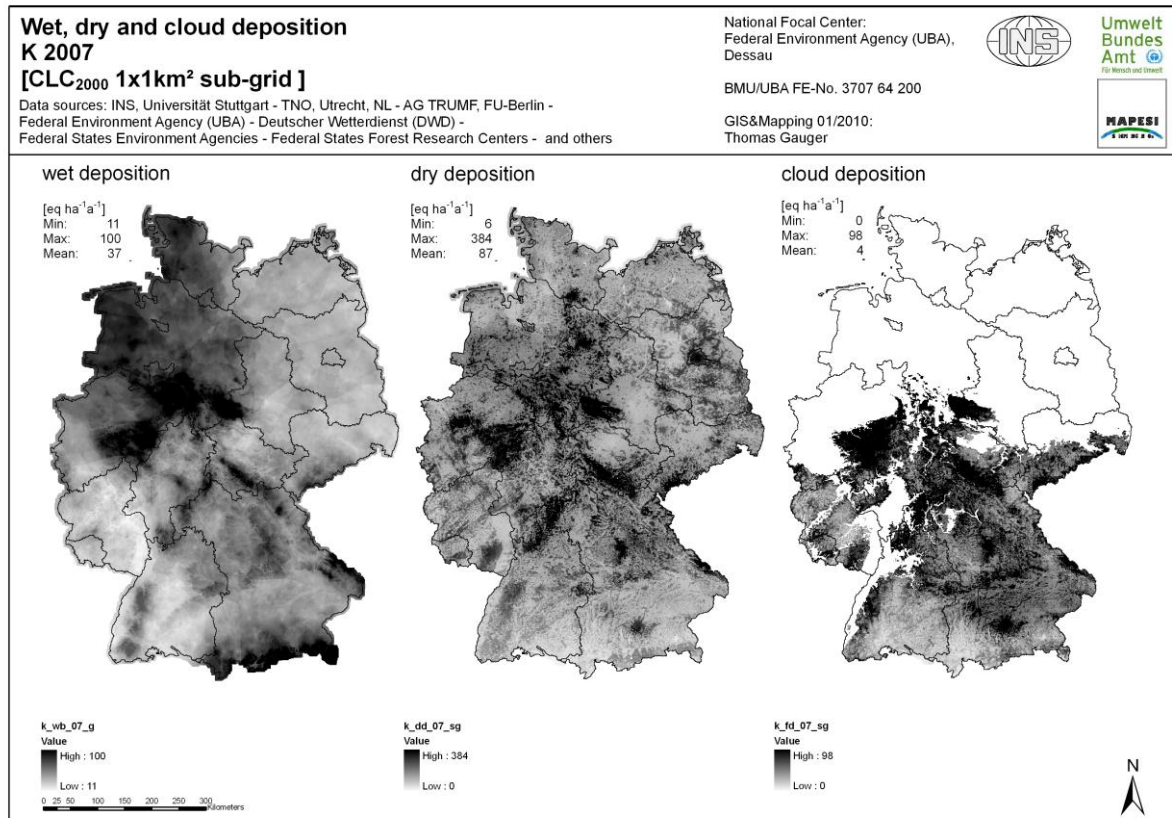 Wet, dry and cloud deposition
K 2007
[CLC2000 1x1km² sub-grid ]
Data sources: INS, Universität Stuttgart - TNO, Utrecht, NL - AG TRUMF, FU-Berlin -
Federal Environment Agency (UBA) - Deutscher Wetterdienst (DWD) -
Federal States Environment Agencies - Federal States Forest Research Centers - and others
National Focal Center:
Federal Environment Agency (UBA),
Dessau
BMU/UBA FE-No. 3707 64 200
GIS&Mapping 01/2010:
Thomas Gauger
INS
Umwelt
Bundes
Amt
Für Mensch und Umwelt
MAPESI
wet deposition
[eq ha⁻¹a⁻¹]
Min: 11
Max: 100
Mean: 37
dry deposition
[eq ha⁻¹a⁻¹]
Min: 6
Max: 384
Mean: 87
cloud deposition
[eq ha⁻¹a⁻¹]
Min: 0
Max: 98
Mean: 4
k_wb_07_g
Value
High : 100
Low : 11
0 25 50 100 150 200 250 300
Kilometers
k_dd_07_sg
Value
High : 384
Low : 0
k_fd_07_sg
Value
High : 98
Low : 0
N